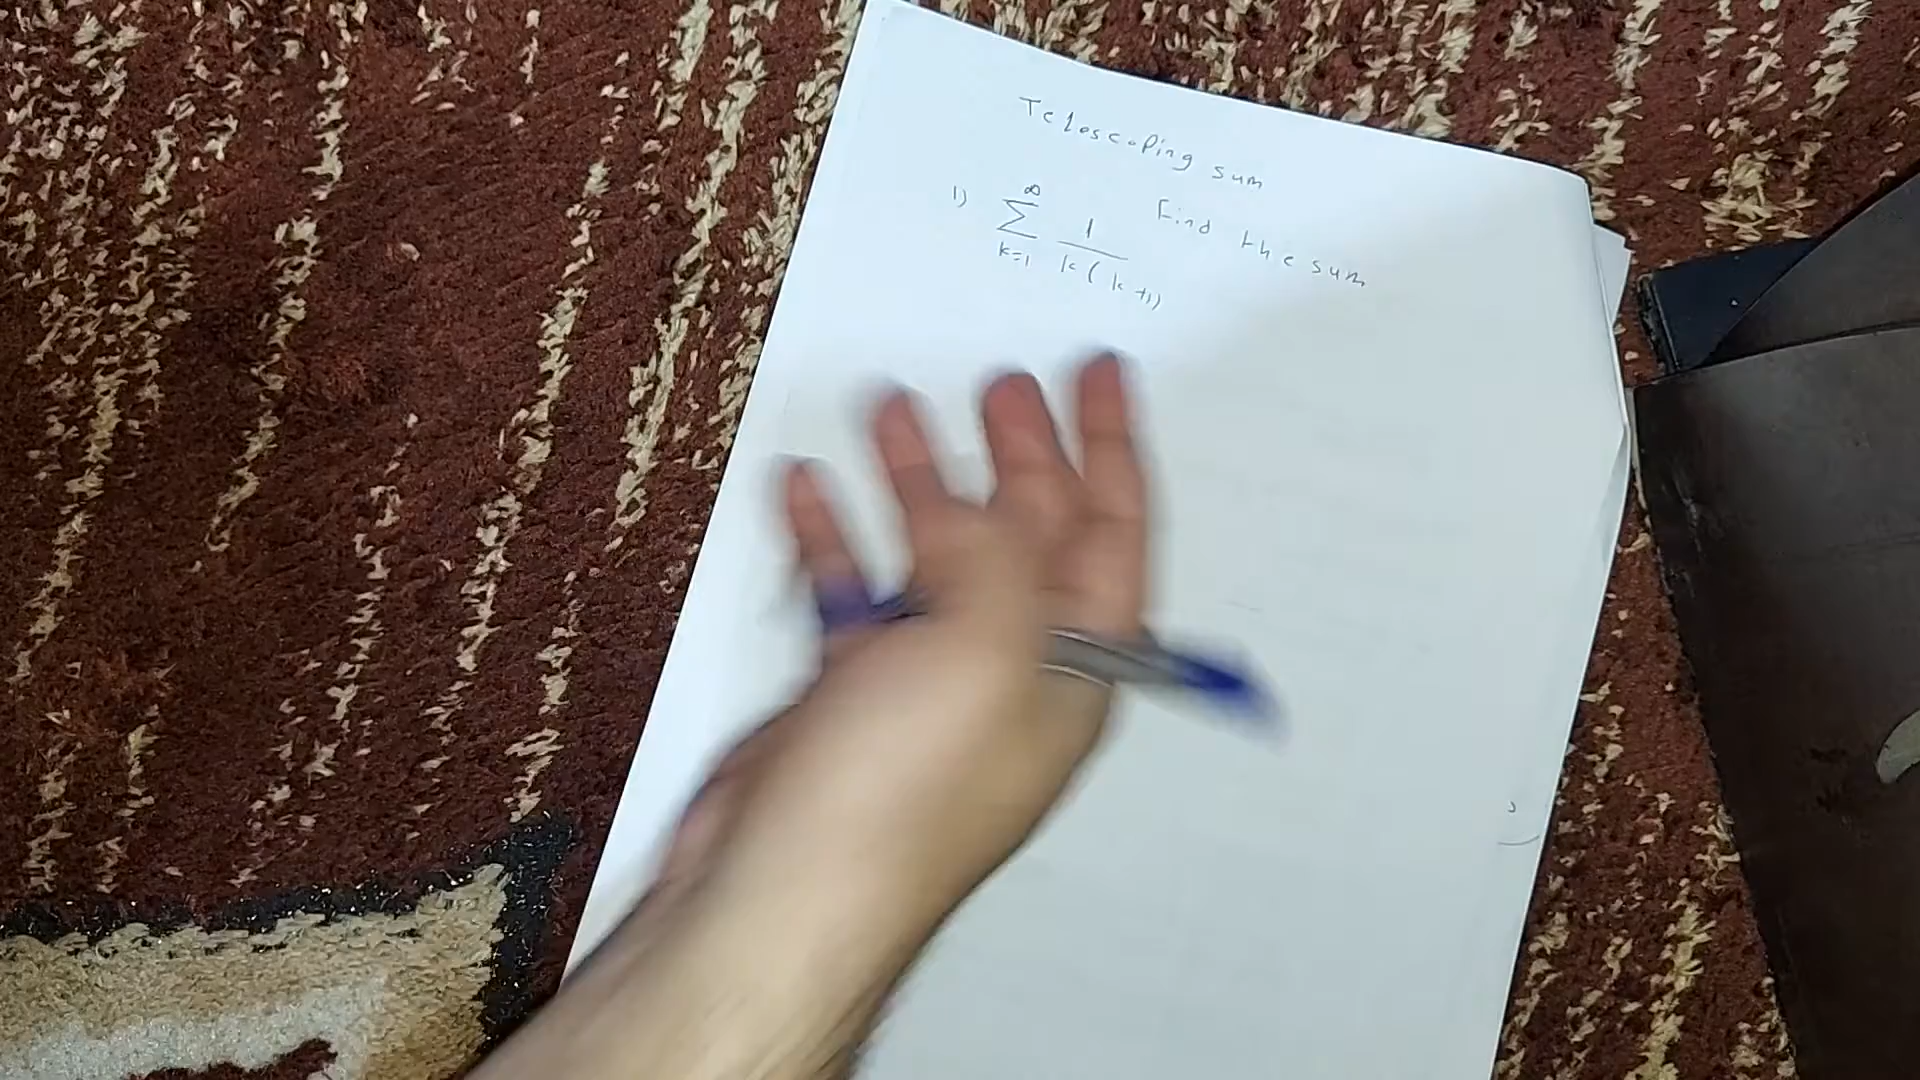 Telescoping sum
1) ∞ ∑ k=1 1/k(k+1) Find the sum